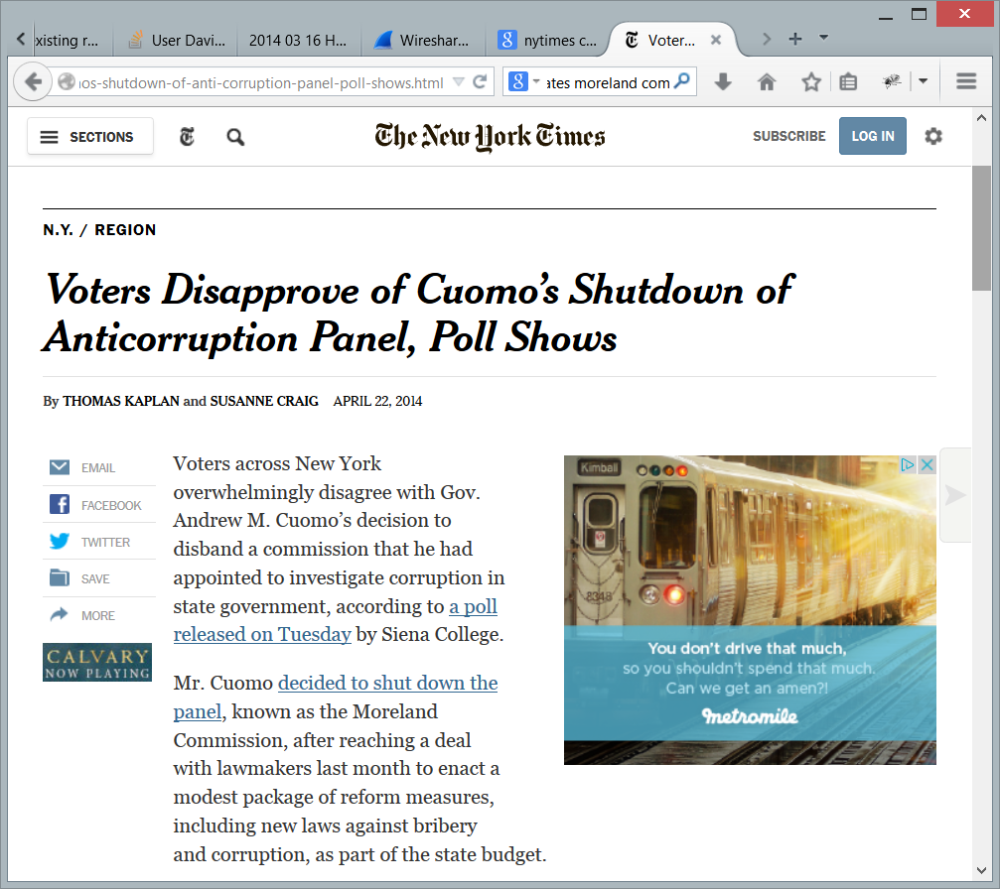 xisting r...
User Davi...
2014 03 16 H...
Wireshar...
nytimes c...
Voter...
ios-shutdown-of-anti-corruption-panel-poll-shows.html
ates moreland com
SECTIONS
The New York Times
SUBSCRIBE
LOG IN
N.Y. / REGION
Voters Disapprove of Cuomo’s Shutdown of
Anticorruption Panel, Poll Shows
By THOMAS KAPLAN and SUSANNE CRAIG APRIL 22, 2014
EMAIL
FACEBOOK
TWITTER
SAVE
MORE
CALVARY
NOW PLAYING
Voters across New York
overwhelmingly disagree with Gov.
Andrew M. Cuomo’s decision to
disband a commission that he had
appointed to investigate corruption in
state government, according to a poll
released on Tuesday by Siena College.
Mr. Cuomo decided to shut down the
panel, known as the Moreland
Commission, after reaching a deal
with lawmakers last month to enact a
modest package of reform measures,
including new laws against bribery
and corruption, as part of the state budget.
Kimball
8348
You don’t drive that much,
so you shouldn’t spend that much.
Can we get an amen?!
metromile